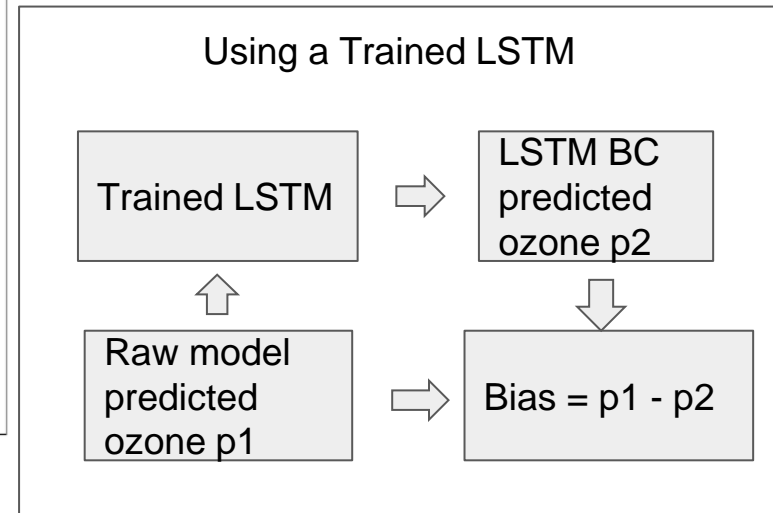 Using a Trained LSTM
Trained LSTM
LSTM BC
predicted
ozone p2
Raw model
predicted
ozone p1
Bias = p1 - p2